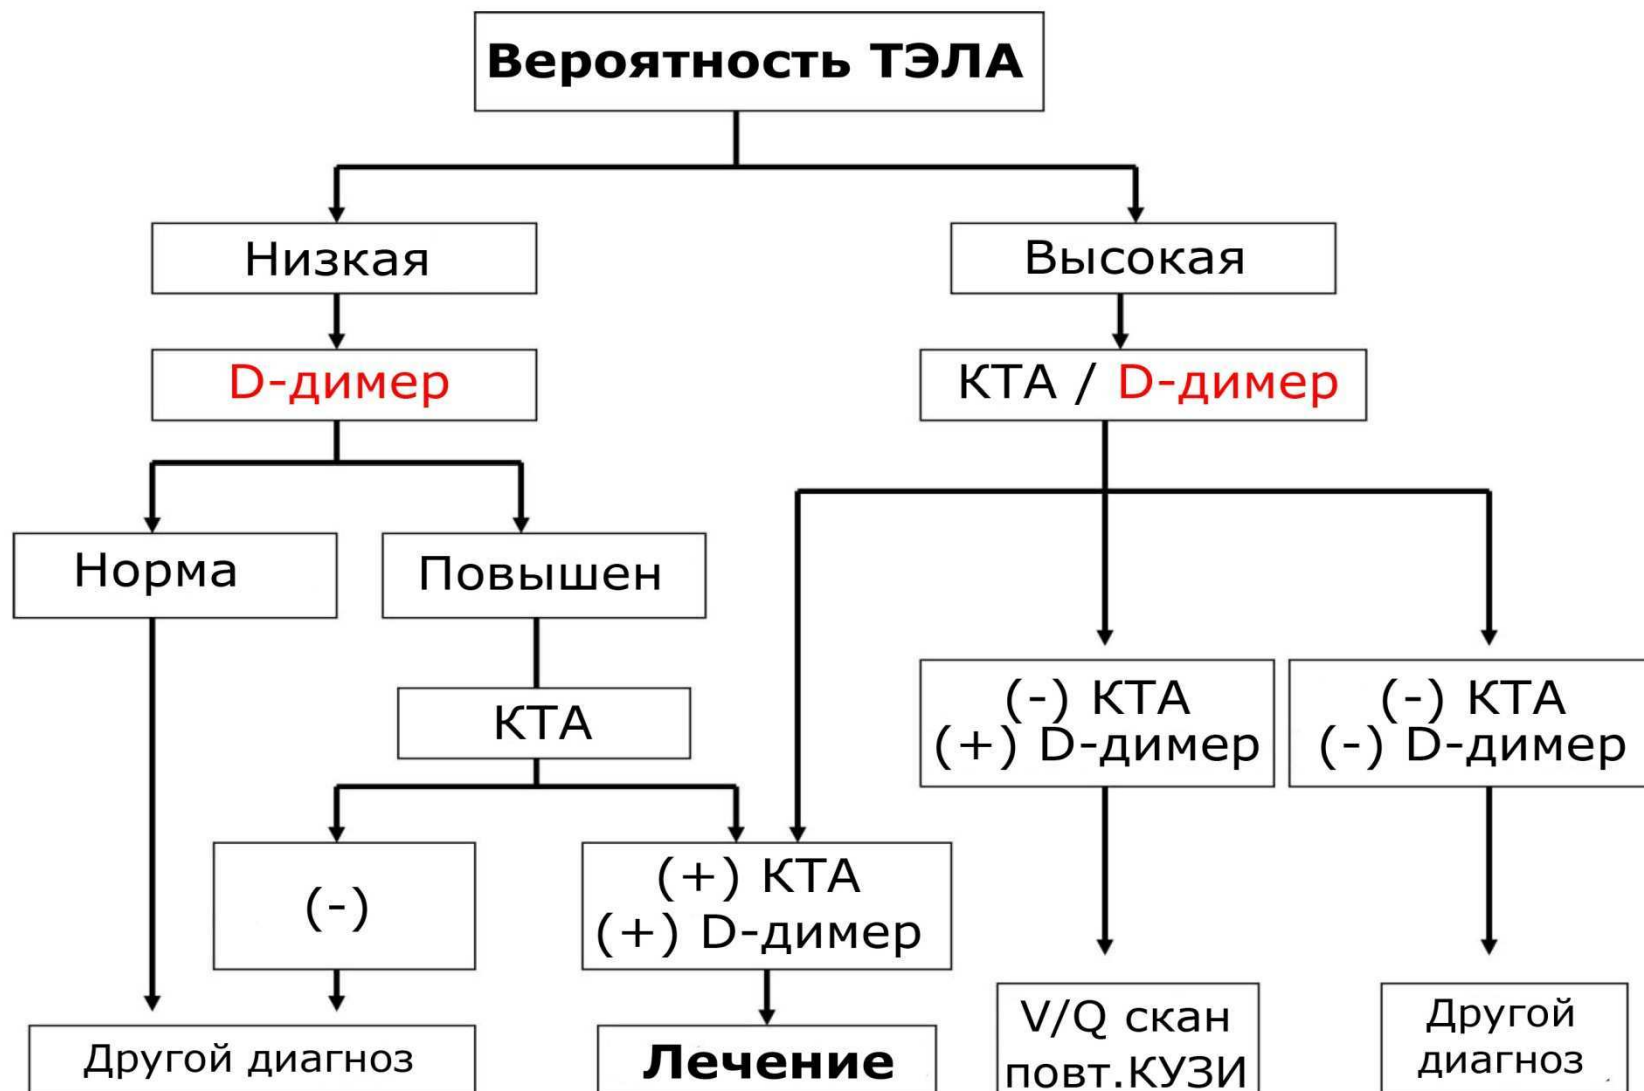 Вероятность ТЭЛА
Низкая
Высокая
D-димер
КТА / D-димер
Норма
Повышен
КТА
(-) КТА
(+) D-димер
(-) КТА
(-) D-димер
(-)
(+) КТА
(+) D-димер
Другой диагноз
Лечение
V/Q скан
повт.КУЗИ
Другой
диагноз